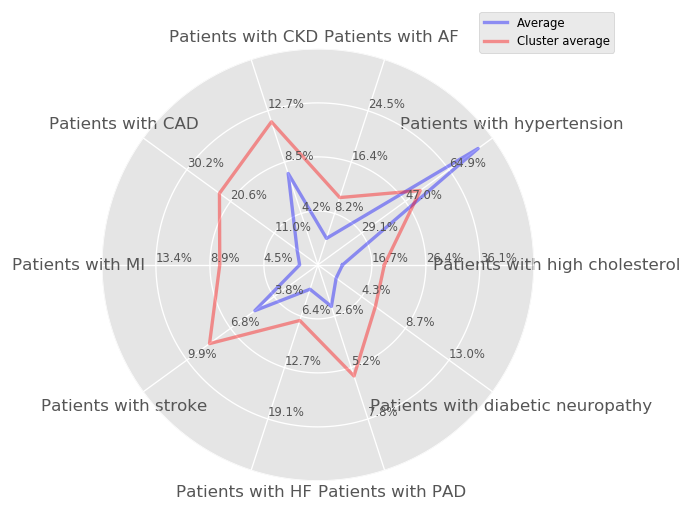 Average
Cluster average
Patients with CKD Patients with AF
12.7% 24.5%
Patients with CAD Patients with hypertension
30.2% 8.5% 16.4% 64.9%
20.6% 4.2% 8.2% 47.0%
11.0% 29.1%
Patients with MI 13.4% 8.9% 4.5% 16.7% 26.4% 36.1% Patients with high cholesterol
3.8% 4.3%
6.8% 6.4% 2.6% 8.7%
9.9% 12.7% 5.2% 13.0%
Patients with stroke 19.1% 7.8% Patients with diabetic neuropathy
Patients with HF Patients with PAD